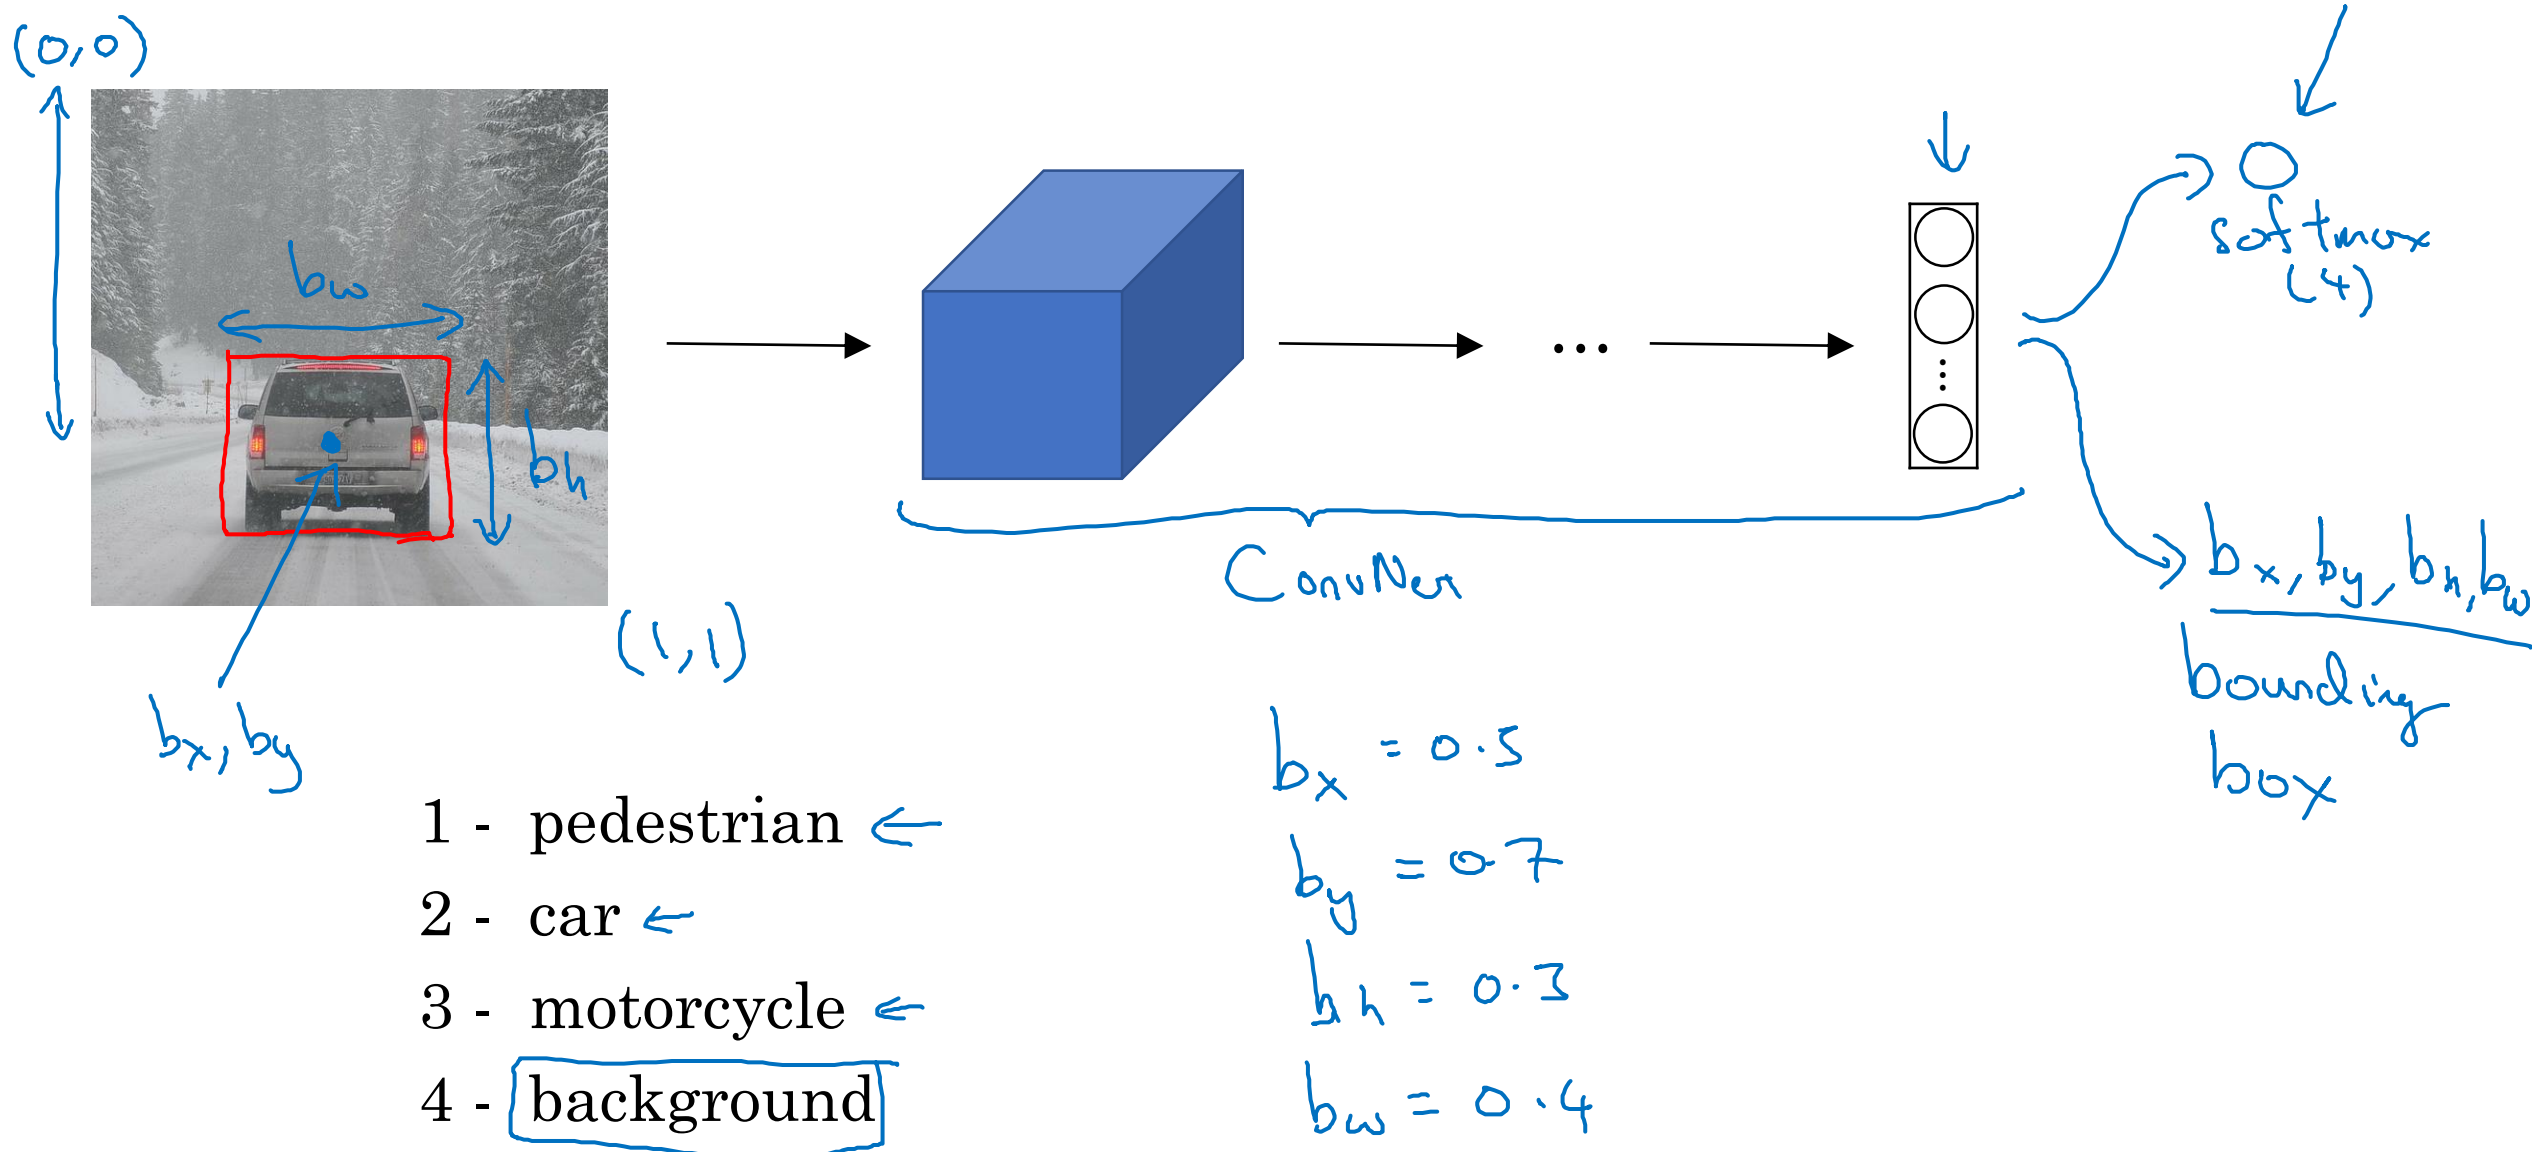 (0,0)
bw
bh
(1,1)
bx, by
...
ConvNet
softmax
(4)
bx, by, bh, bw
bounding
box
1 - pedestrian
2 - car
3 - motorcycle
4 - background
bx = 0.5
by = 0.7
bh = 0.3
bw = 0.4